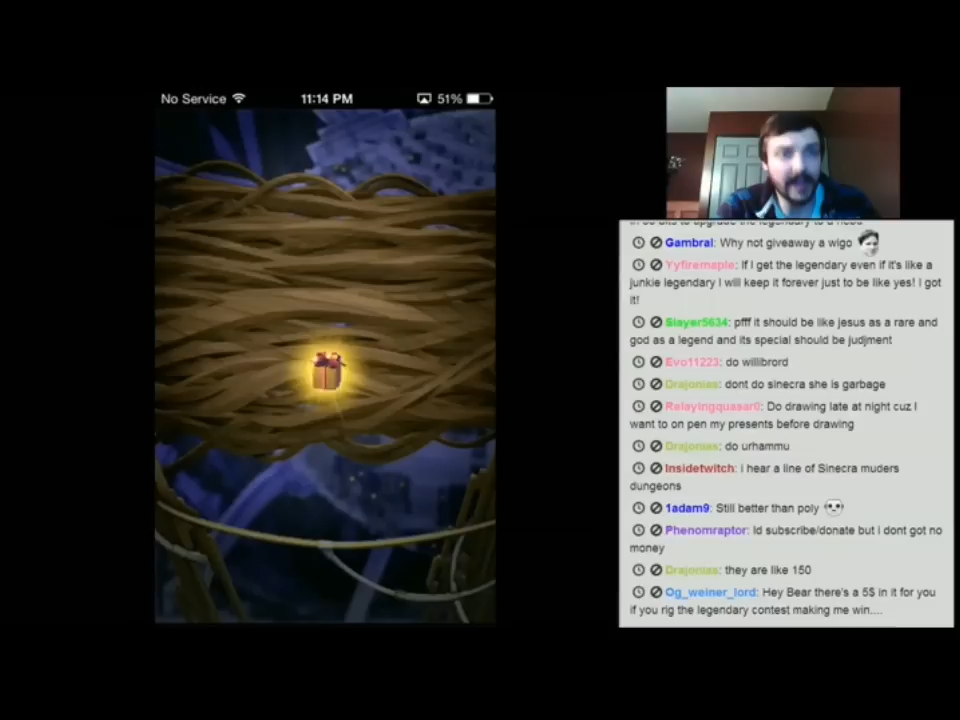 No Service 11:14 PM 51%
Gambral: Why not giveaway a wigo
Yyfiremaple: If I get the legendary even if it's like a
junkie legendary I will keep it forever just to be like yes! I got
it!
Slayer5634: pfff it should be like jesus as a rare and
god as a legend and its special should be judjment
Evo11223: do willibrord
Drajonias: dont do sinecra she is garbage
Relayingquasar0: Do drawing late at night cuz I
want to on pen my presents before drawing
Drajonias: do urhammu
Insidetwitch: i hear a line of Sinecra muders
dungeons
1adam9: Still better than poly
Phenomraptor: Id subscribe/donate but i dont got no
money
Drajonias: they are like 150
Og_weiner_lord: Hey Bear there's a 5$ in it for you
if you rig the legendary contest making me win....